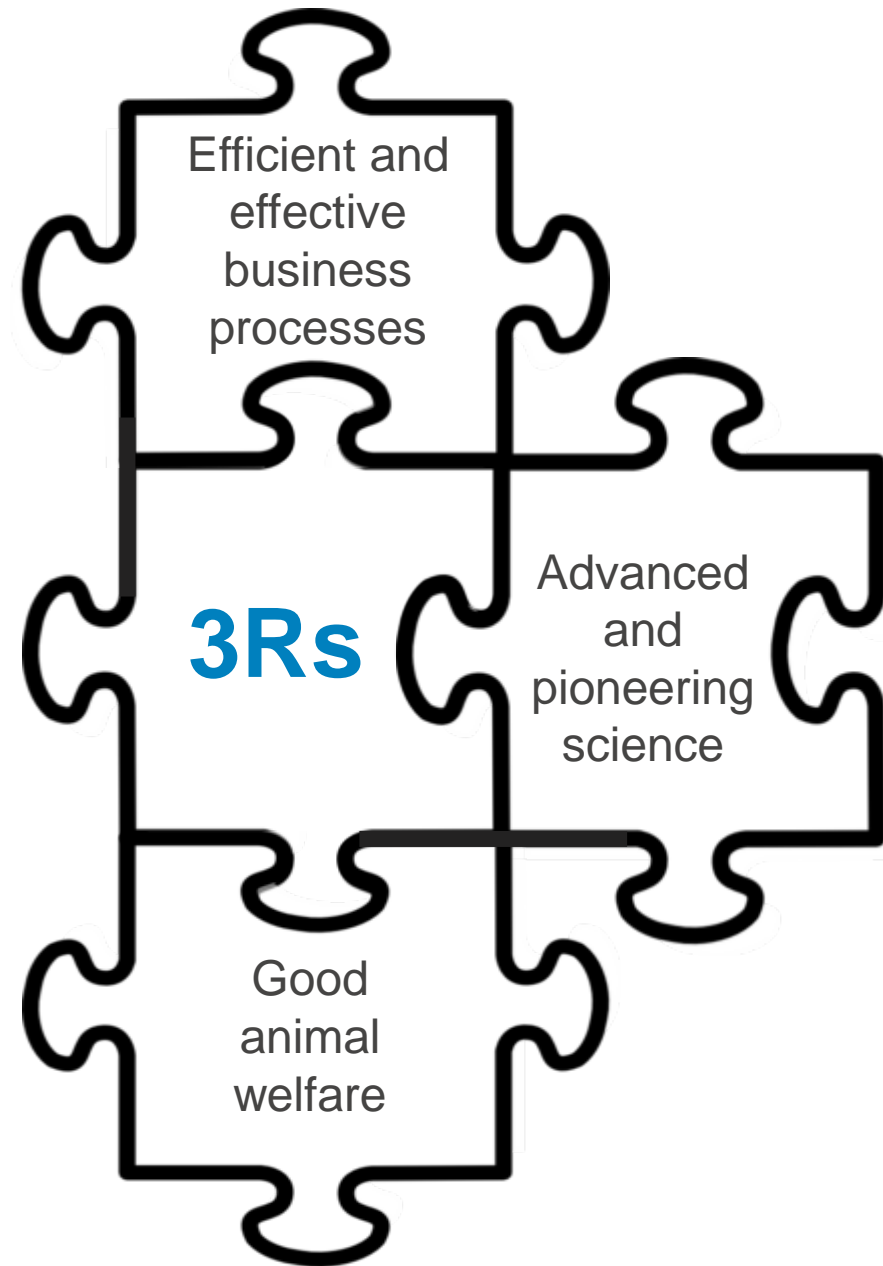 Efficient and
effective
business
processes
3Rs
Advanced
and
pioneering
science
Good
animal
welfare